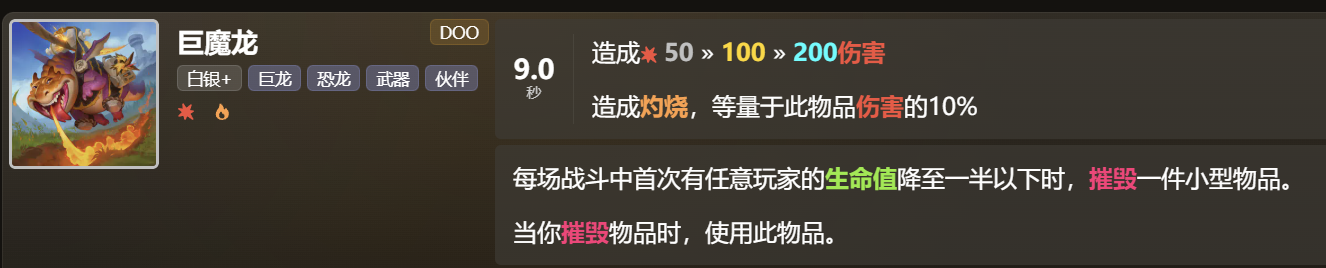 巨魔龙
DOO
白银+ 巨龙 恐龙 武器 伙伴
9.0
秒
造成 50 » 100 » 200伤害
造成灼烧，等量于此物品伤害的10%
每场战斗中首次有任意玩家的生命值降至一半以下时，摧毁一件小型物品。
当你摧毁物品时，使用此物品。